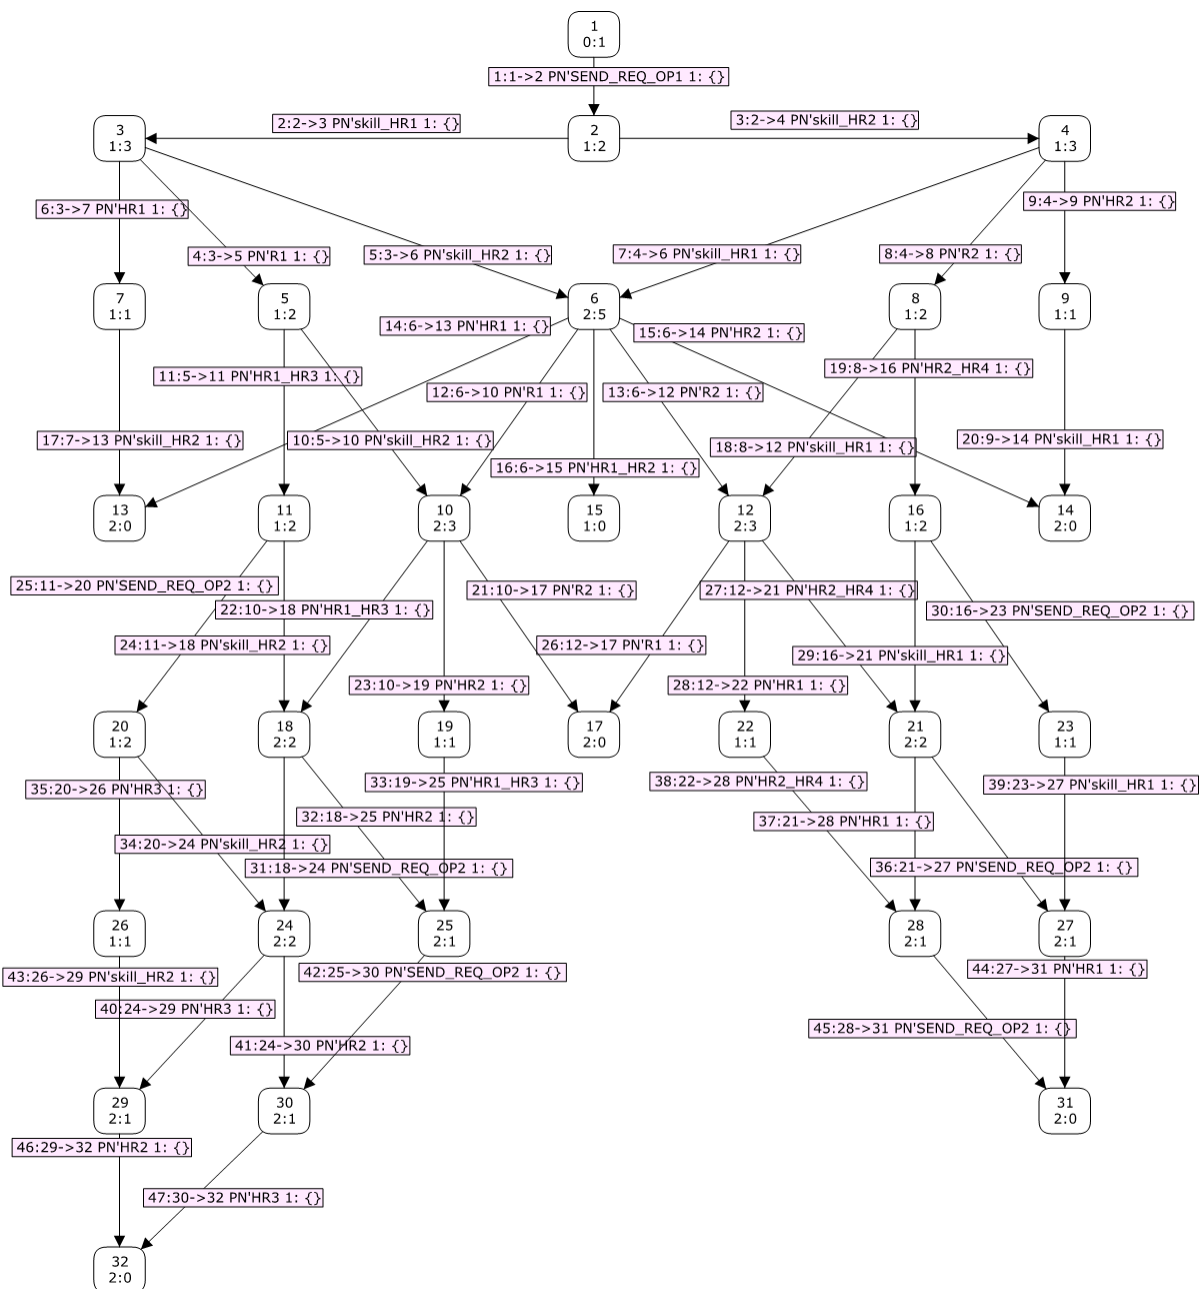 1
0:1
1:1->2 PN'SEND_REQ_OP1 1: {}
2:2->3 PN'skill_HR1 1: {}
3:2->4 PN'skill_HR2 1: {}
3
1:3
2
1:2
4
1:3
6:3->7 PN'HR1 1: {}
9:4->9 PN'HR2 1: {}
4:3->5 PN'R1 1: {}
5:3->6 PN'skill_HR2 1: {}
7:4->6 PN'skill_HR1 1: {}
8:4->8 PN'R2 1: {}
7
1:1
5
1:2
6
2:5
8
1:2
9
1:1
14:6->13 PN'HR1 1: {}
15:6->14 PN'HR2 1: {}
11:5->11 PN'HR1_HR3 1: {}
19:8->16 PN'HR2_HR4 1: {}
12:6->10 PN'R1 1: {}
13:6->12 PN'R2 1: {}
17:7->13 PN'skill_HR2 1: {}
10:5->10 PN'skill_HR2 1: {}
18:8->12 PN'skill_HR1 1: {}
20:9->14 PN'skill_HR1 1: {}
16:6->15 PN'HR1_HR2 1: {}
13
2:0
11
1:2
10
2:3
15
1:0
12
2:3
16
1:2
14
2:0
25:11->20 PN'SEND_REQ_OP2 1: {}
21:10->17 PN'R2 1: {}
27:12->21 PN'HR2_HR4 1: {}
22:10->18 PN'HR1_HR3 1: {}
30:16->23 PN'SEND_REQ_OP2 1: {}
24:11->18 PN'skill_HR2 1: {}
26:12->17 PN'R1 1: {}
29:16->21 PN'skill_HR1 1: {}
23:10->19 PN'HR2 1: {}
28:12->22 PN'HR1 1: {}
20
1:2
18
2:2
19
1:1
17
2:0
22
1:1
21
2:2
23
1:1
35:20->26 PN'HR3 1: {}
33:19->25 PN'HR1_HR3 1: {}
38:22->28 PN'HR2_HR4 1: {}
39:23->27 PN'skill_HR1 1: {}
32:18->25 PN'HR2 1: {}
37:21->28 PN'HR1 1: {}
34:20->24 PN'skill_HR2 1: {}
31:18->24 PN'SEND_REQ_OP2 1: {}
36:21->27 PN'SEND_REQ_OP2 1: {}
26
1:1
24
2:2
25
2:1
28
2:1
27
2:1
43:26->29 PN'skill_HR2 1: {}
42:25->30 PN'SEND_REQ_OP2 1: {}
44:27->31 PN'HR1 1: {}
40:24->29 PN'HR3 1: {}
45:28->31 PN'SEND_REQ_OP2 1: {}
41:24->30 PN'HR2 1: {}
29
2:1
30
2:1
31
2:0
46:29->32 PN'HR2 1: {}
47:30->32 PN'HR3 1: {}
32
2:0